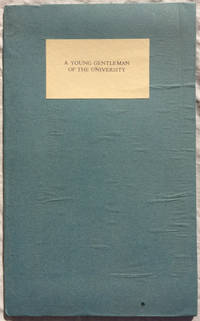 A YOUNG GENTLEMAN
OF THE UNIVERSITY